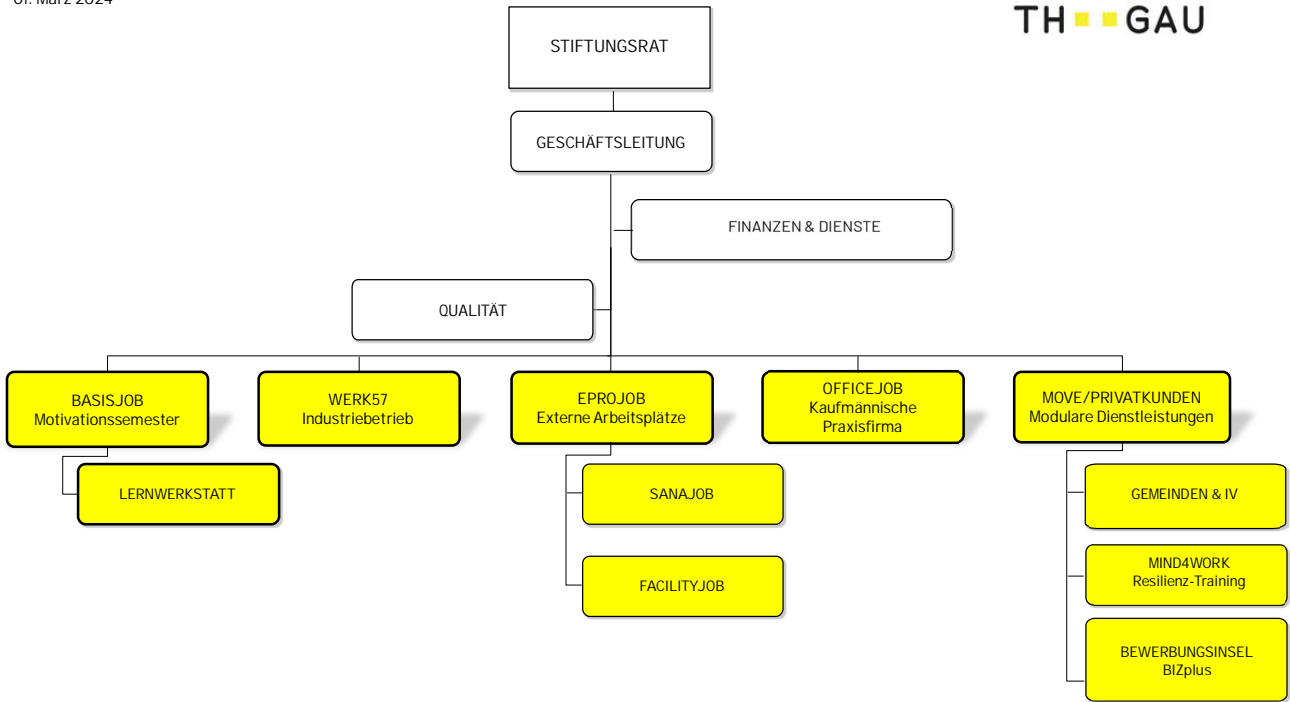 01. März 2024
TH GAU
STIFTUNGSRAT
GESCHÄFTSLEITUNG
FINANZEN & DIENSTE
QUALITÄT
BASISJOB
Motivationssemester
WERK57
Industriebetrieb
EPROJOB
Externe Arbeitsplätze
OFFICEJOB
Kaufmännische
Praxisfirma
MOVE/PRIVATKUNDEN
Modulare Dienstleistungen
LERNWERKSTATT
SANAJOB
FACILITYJOB
GEMEINDEN & IV
MIND4WORK
Resilienz-Training
BEWERBUNGSINSEL
BIZplus